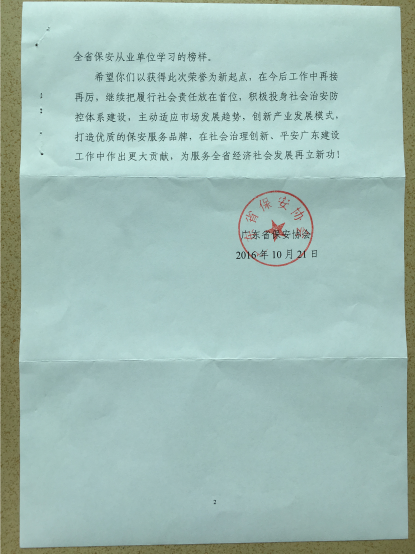 全省保安从业单位学习的榜样。
希望你们以获得此次荣誉为新起点，在今后工作中再接
再厉，继续把履行社会责任放在首位，积极投身社会治安防
控体系建设，主动适应市场发展趋势，创新产业发展模式，
打造优质的保安服务品牌，在社会治理创新、平安广东建设
工作中作出更大贡献，为服务全省经济社会发展再立新功！
省保安协
广东省保安协会
2016年10月21日
2